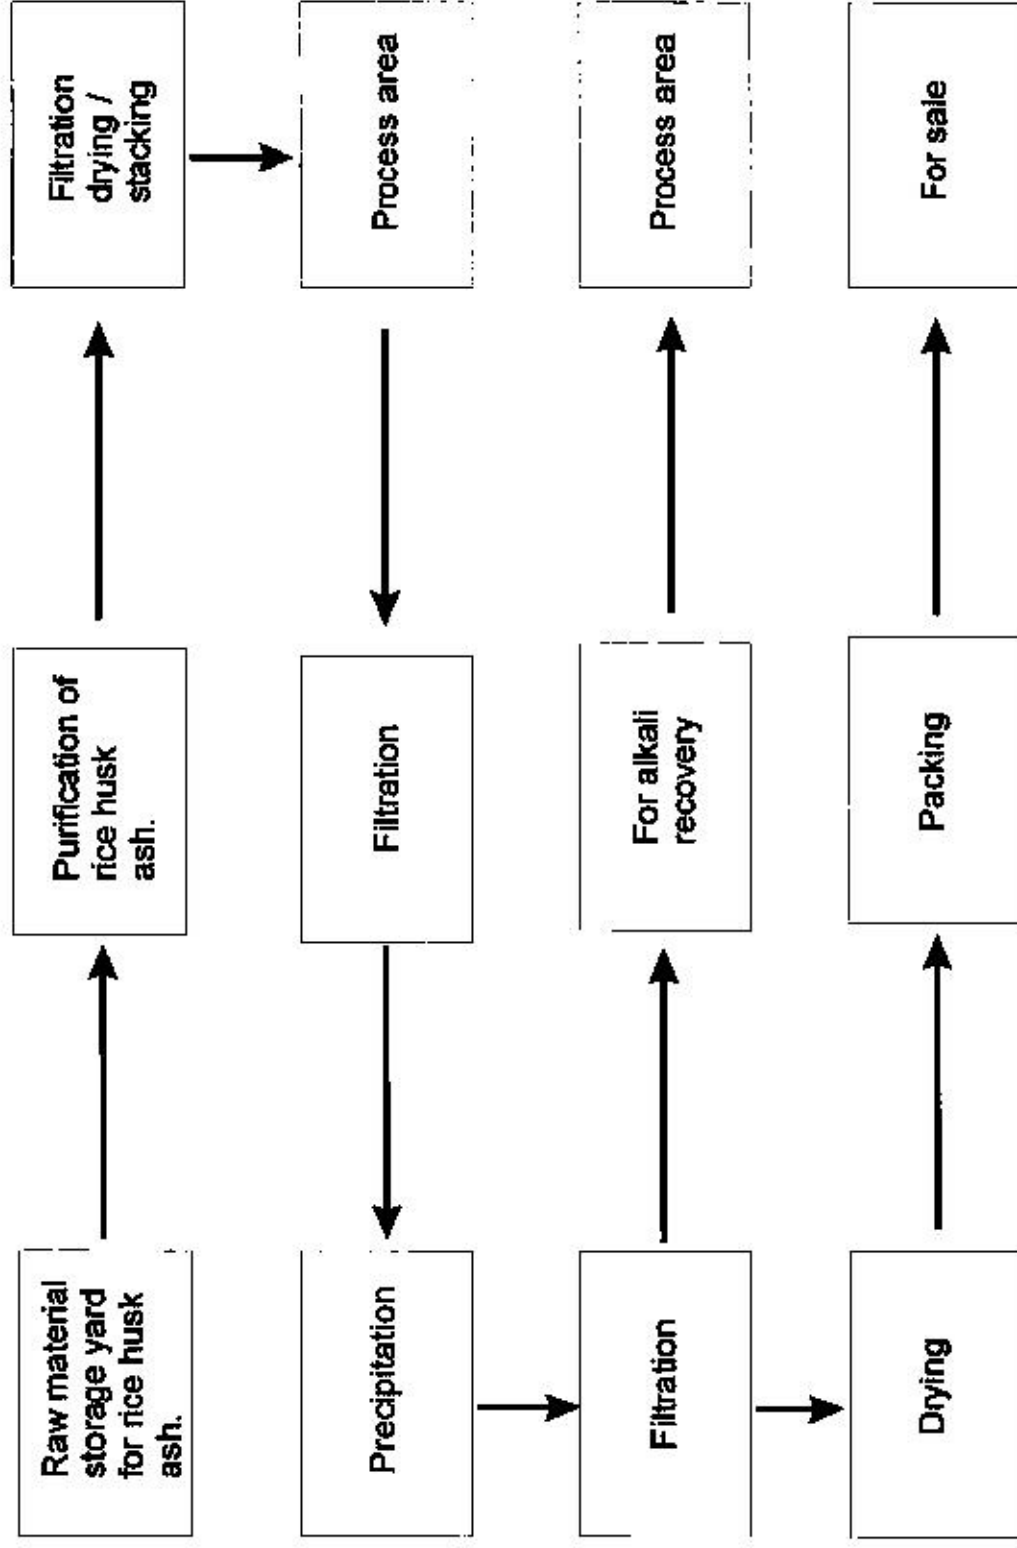 Raw material
storage yard
for rice husk
ash.
Purification of
rice husk
ash.
Filtration
drying /
stacking
Precipitation
Filtration
Process area
Filtration
For alkali
recovery
Process area
Drying
Packing
For sale